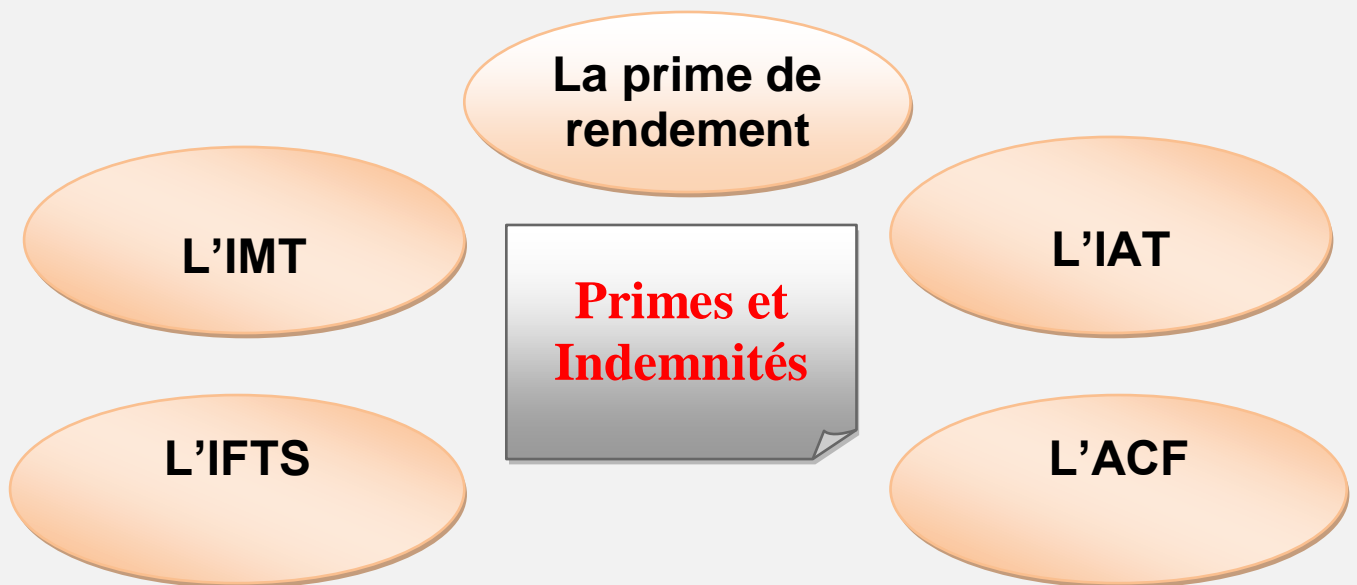 La prime de
rendement
L’IMT
L’IAT
Primes et
Indemnités
L’IFTS
L’ACF